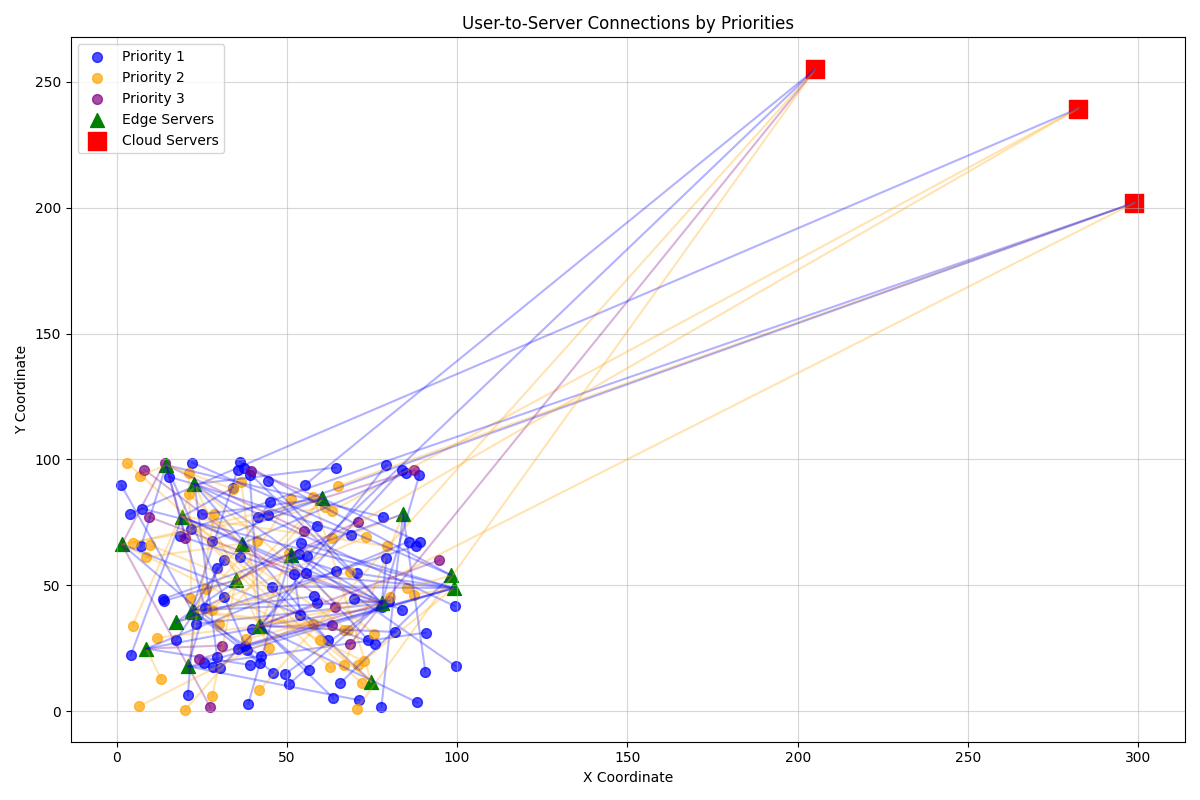 User-to-Server Connections by Priorities
Priority 1
Priority 2
Priority 3
Edge Servers
Cloud Servers
Y Coordinate
250
200
150
100
50
0
0 50 100 150 200 250 300
X Coordinate